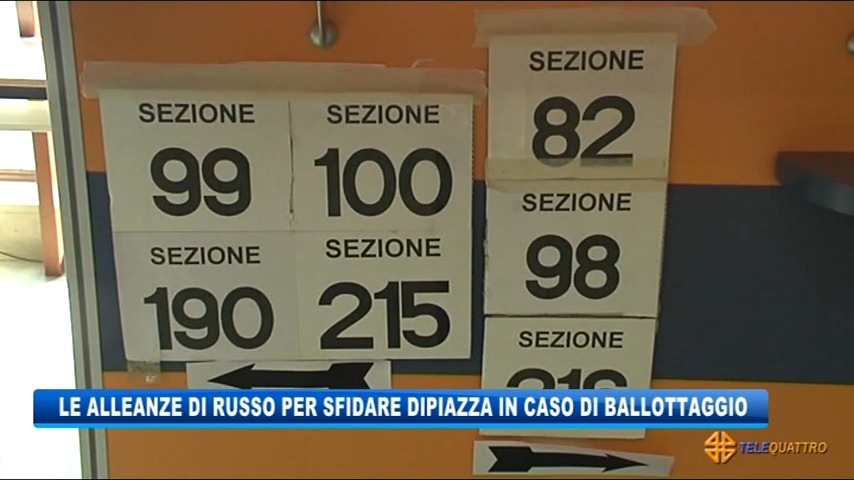 SEZIONE
99
SEZIONE
100
SEZIONE
190
SEZIONE
215
SEZIONE
82
SEZIONE
98
SEZIONE
LE ALLEANZE DI RUSSO PER SFIDARE DIPIAZZA IN CASO DI BALLOTTAGGIO
TELEQUATTRO